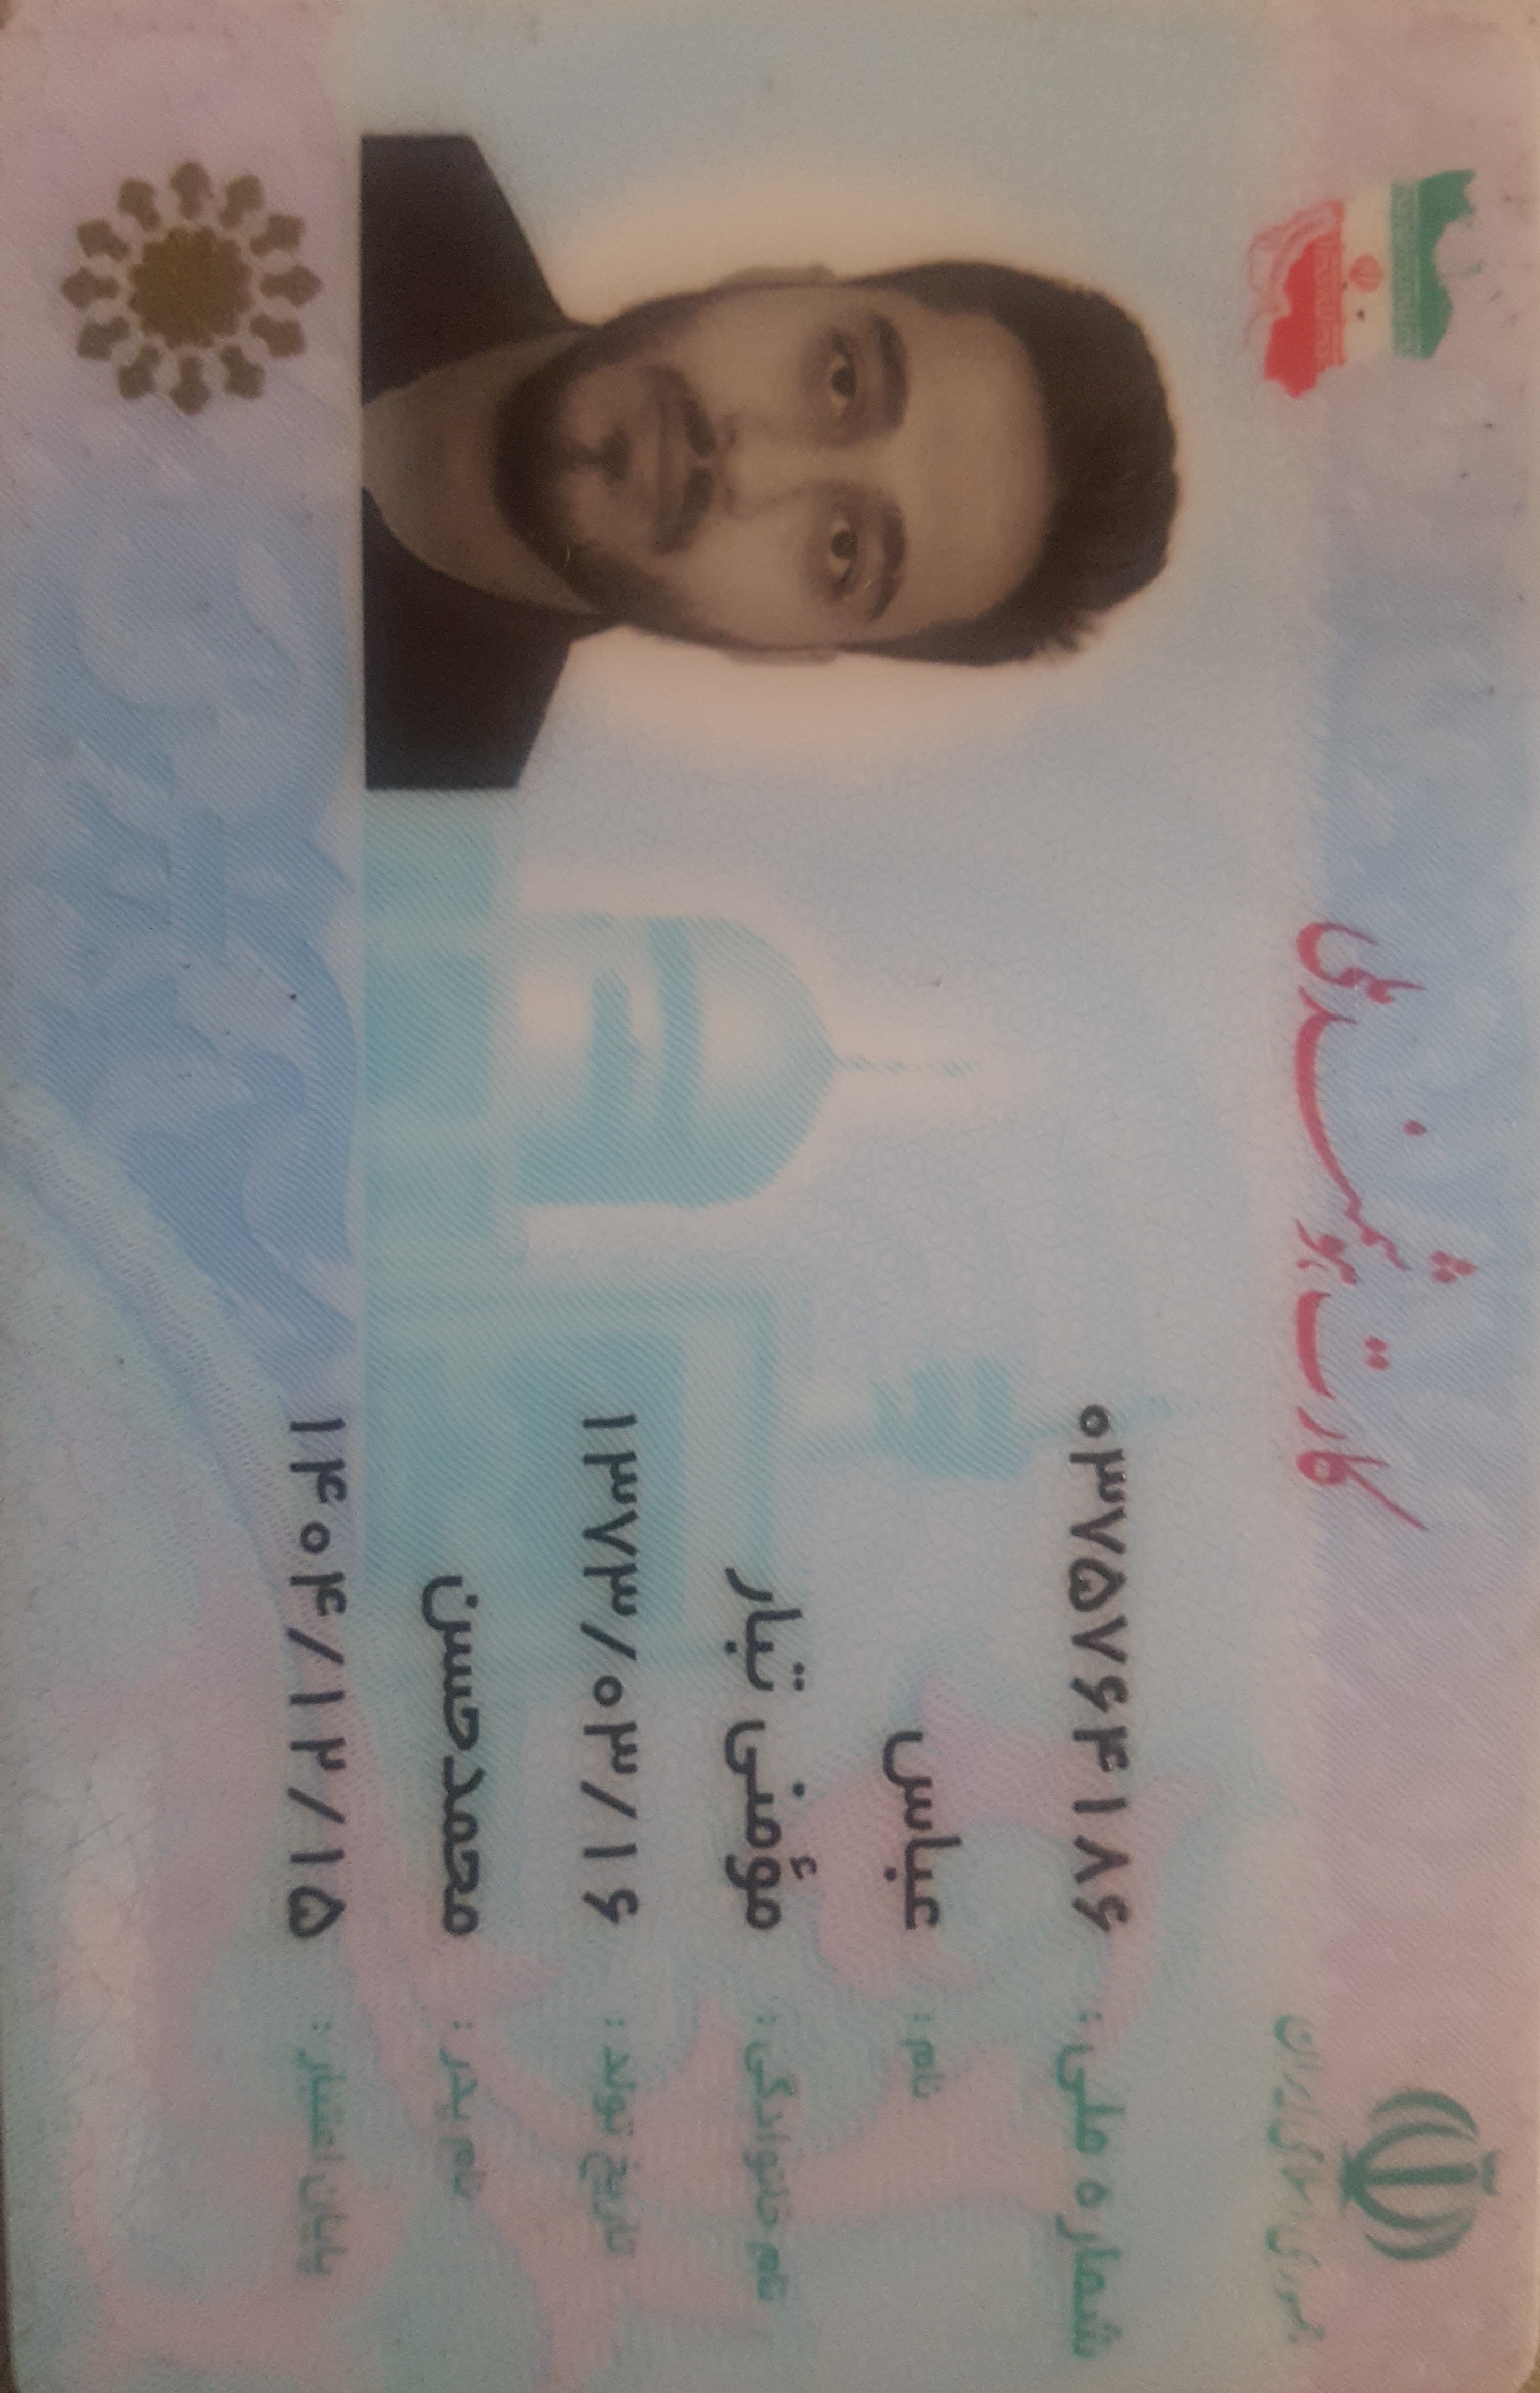 جمهوری اسلامی ایران
کارت هوشمند ملی
شماره ملی : ۰۳۷۵۷۶۴۱۸۶
نام : عباس
نام خانوادگی : مؤمنی تبار
تاریخ تولد : ۱۳۷۳/۰۳/۱۶
نام پدر : محمدحسن
پایان اعتبار : ۱۴۰۴/۱۲/۱۵